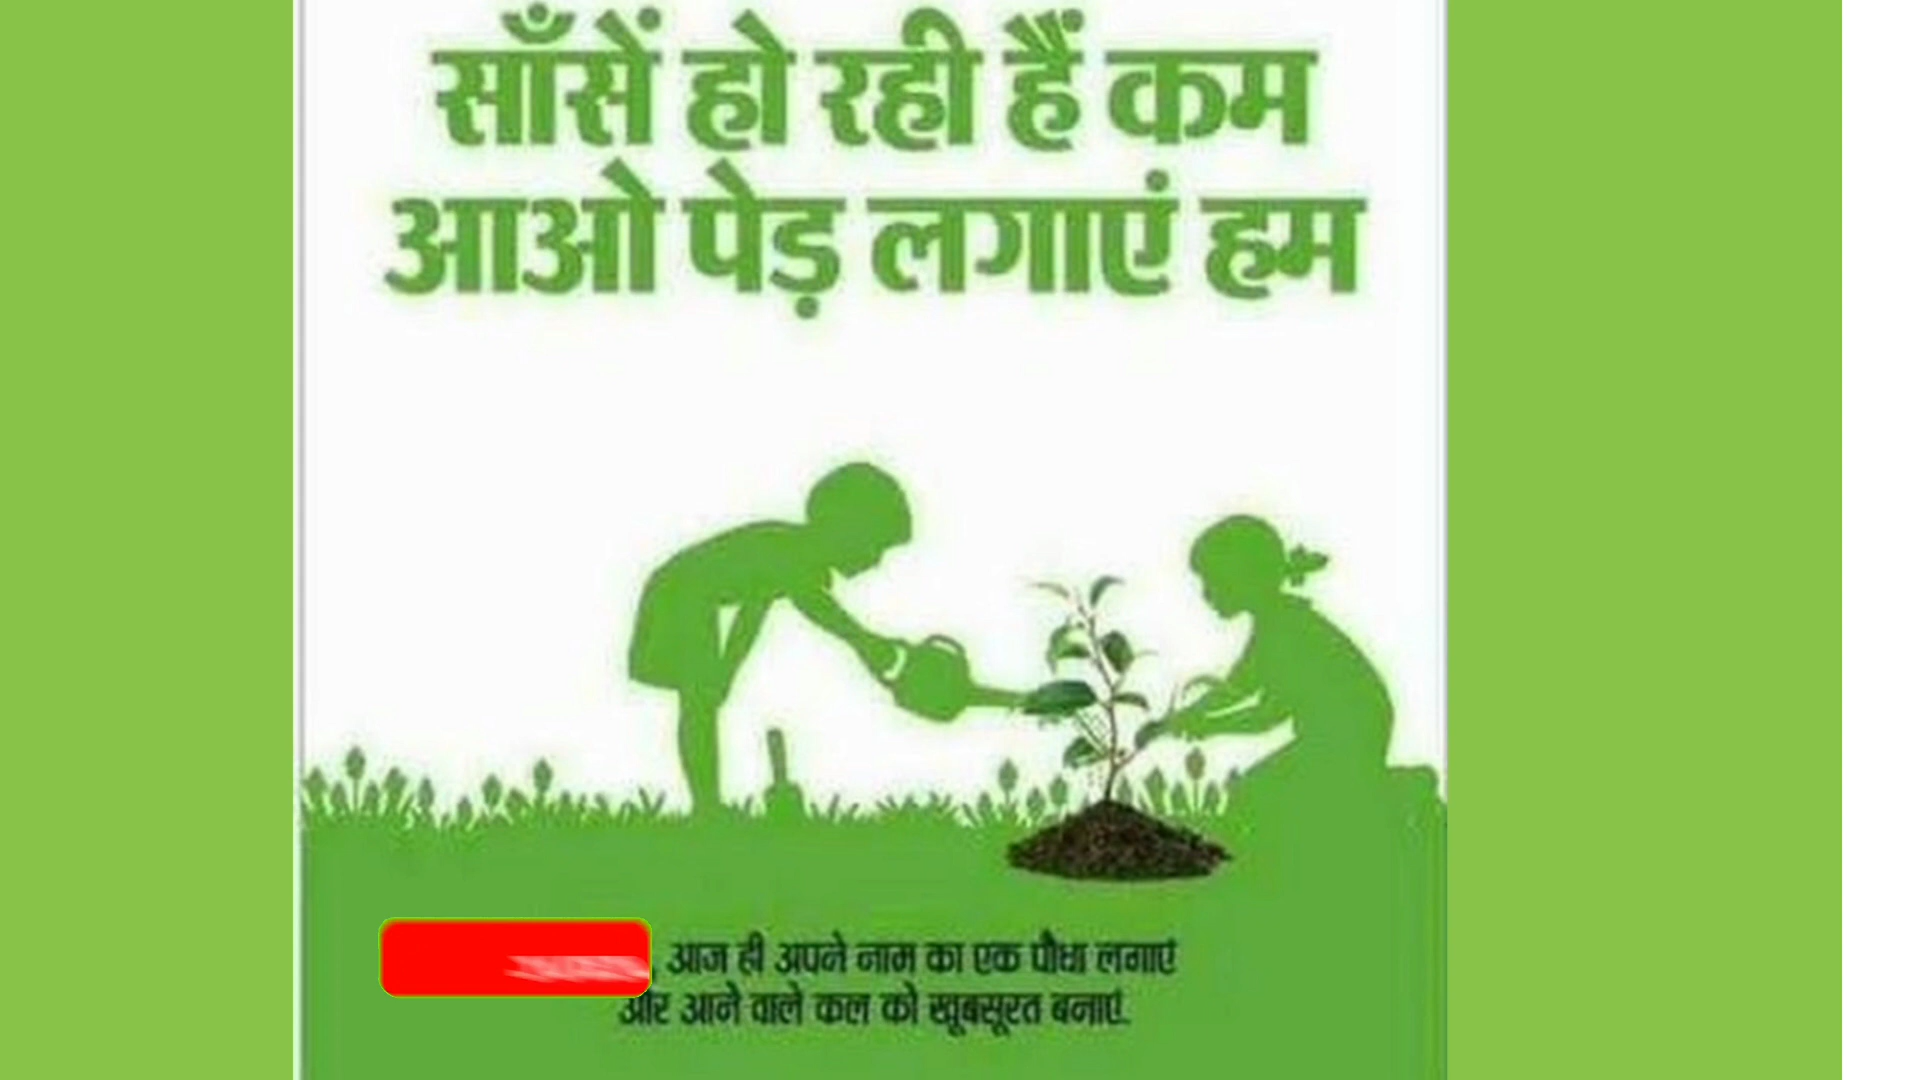 साँसें हो रही हैं कम
आओ पेड़ लगाएं हम
, आज ही अपने नाम का एक पौधा लगाएं
और आने वाले कल को खूबसूरत बनाएं.